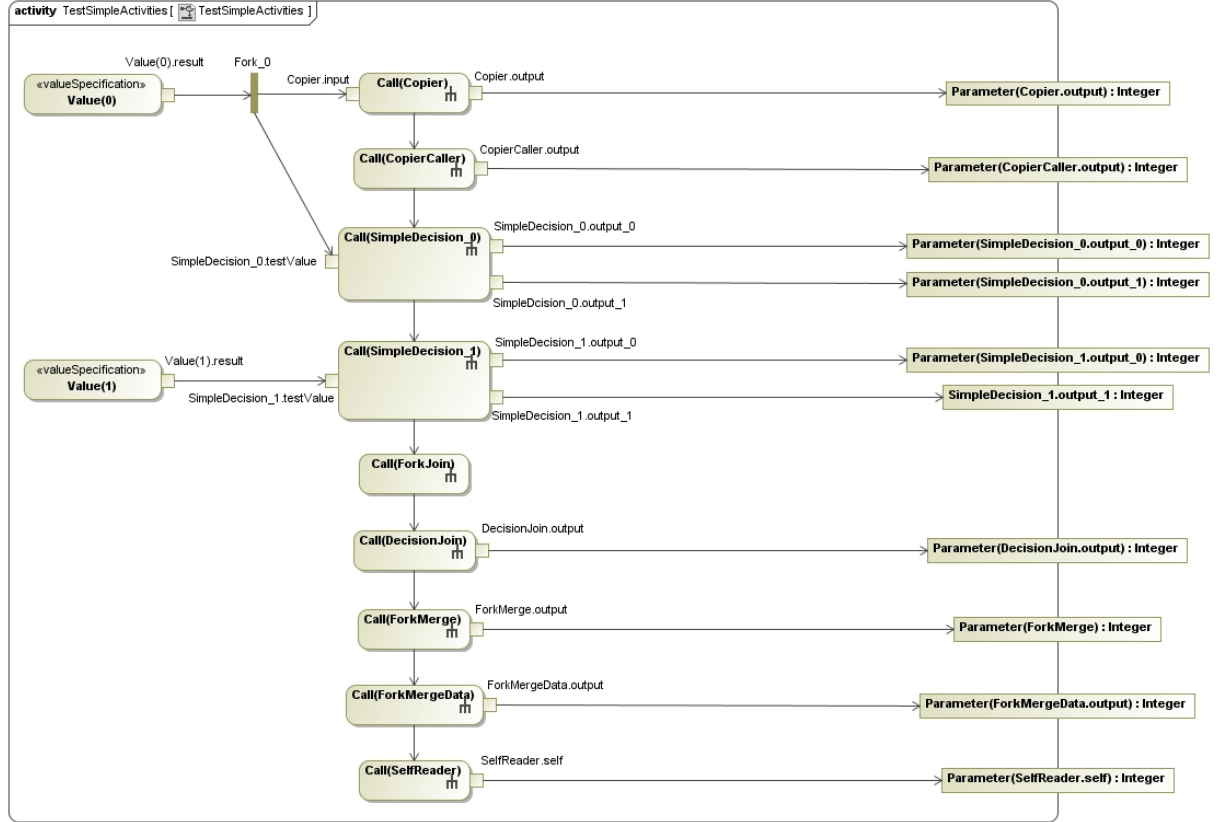 activity TestSimpleActivities [ TestSimpleActivities ]
Value(0).result
Fork_0
«valueSpecification»
Value(0)
Copier.input
Call(Copier)
Copier.output
Parameter(Copier.output) : Integer
Call(CopierCaller)
CopierCaller.output
Parameter(CopierCaller.output) : Integer
Call(SimpleDecision_0)
SimpleDecision_0.output_0
Parameter(SimpleDecision_0.output_0) : Integer
SimpleDecision_0.testValue
Parameter(SimpleDecision_0.output_1) : Integer
SimpleDcision_0.output_1
Call(SimpleDecision_1)
SimpleDecision_1.output_0
Parameter(SimpleDecision_1.output_0) : Integer
«valueSpecification»
Value(1)
Value(1).result
SimpleDecision_1.testValue
SimpleDecision_1.output_1 : Integer
SimpleDecision_1.output_1
Call(ForkJoin)
Call(DecisionJoin)
DecisionJoin.output
Parameter(DecisionJoin.output) : Integer
Call(ForkMerge)
ForkMerge.output
Parameter(ForkMerge) : Integer
Call(ForkMergeData)
ForkMergeData.output
Parameter(ForkMergeData.output) : Integer
Call(SelfReader)
SelfReader.self
Parameter(SelfReader.self) : Integer